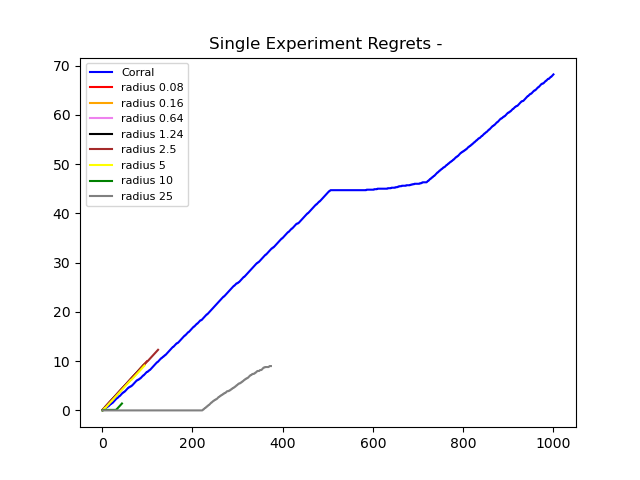 Single Experiment Regrets -
70
60
50
40
30
20
10
0
Corral
radius 0.08
radius 0.16
radius 0.64
radius 1.24
radius 2.5
radius 5
radius 10
radius 25
0 200 400 600 800 1000